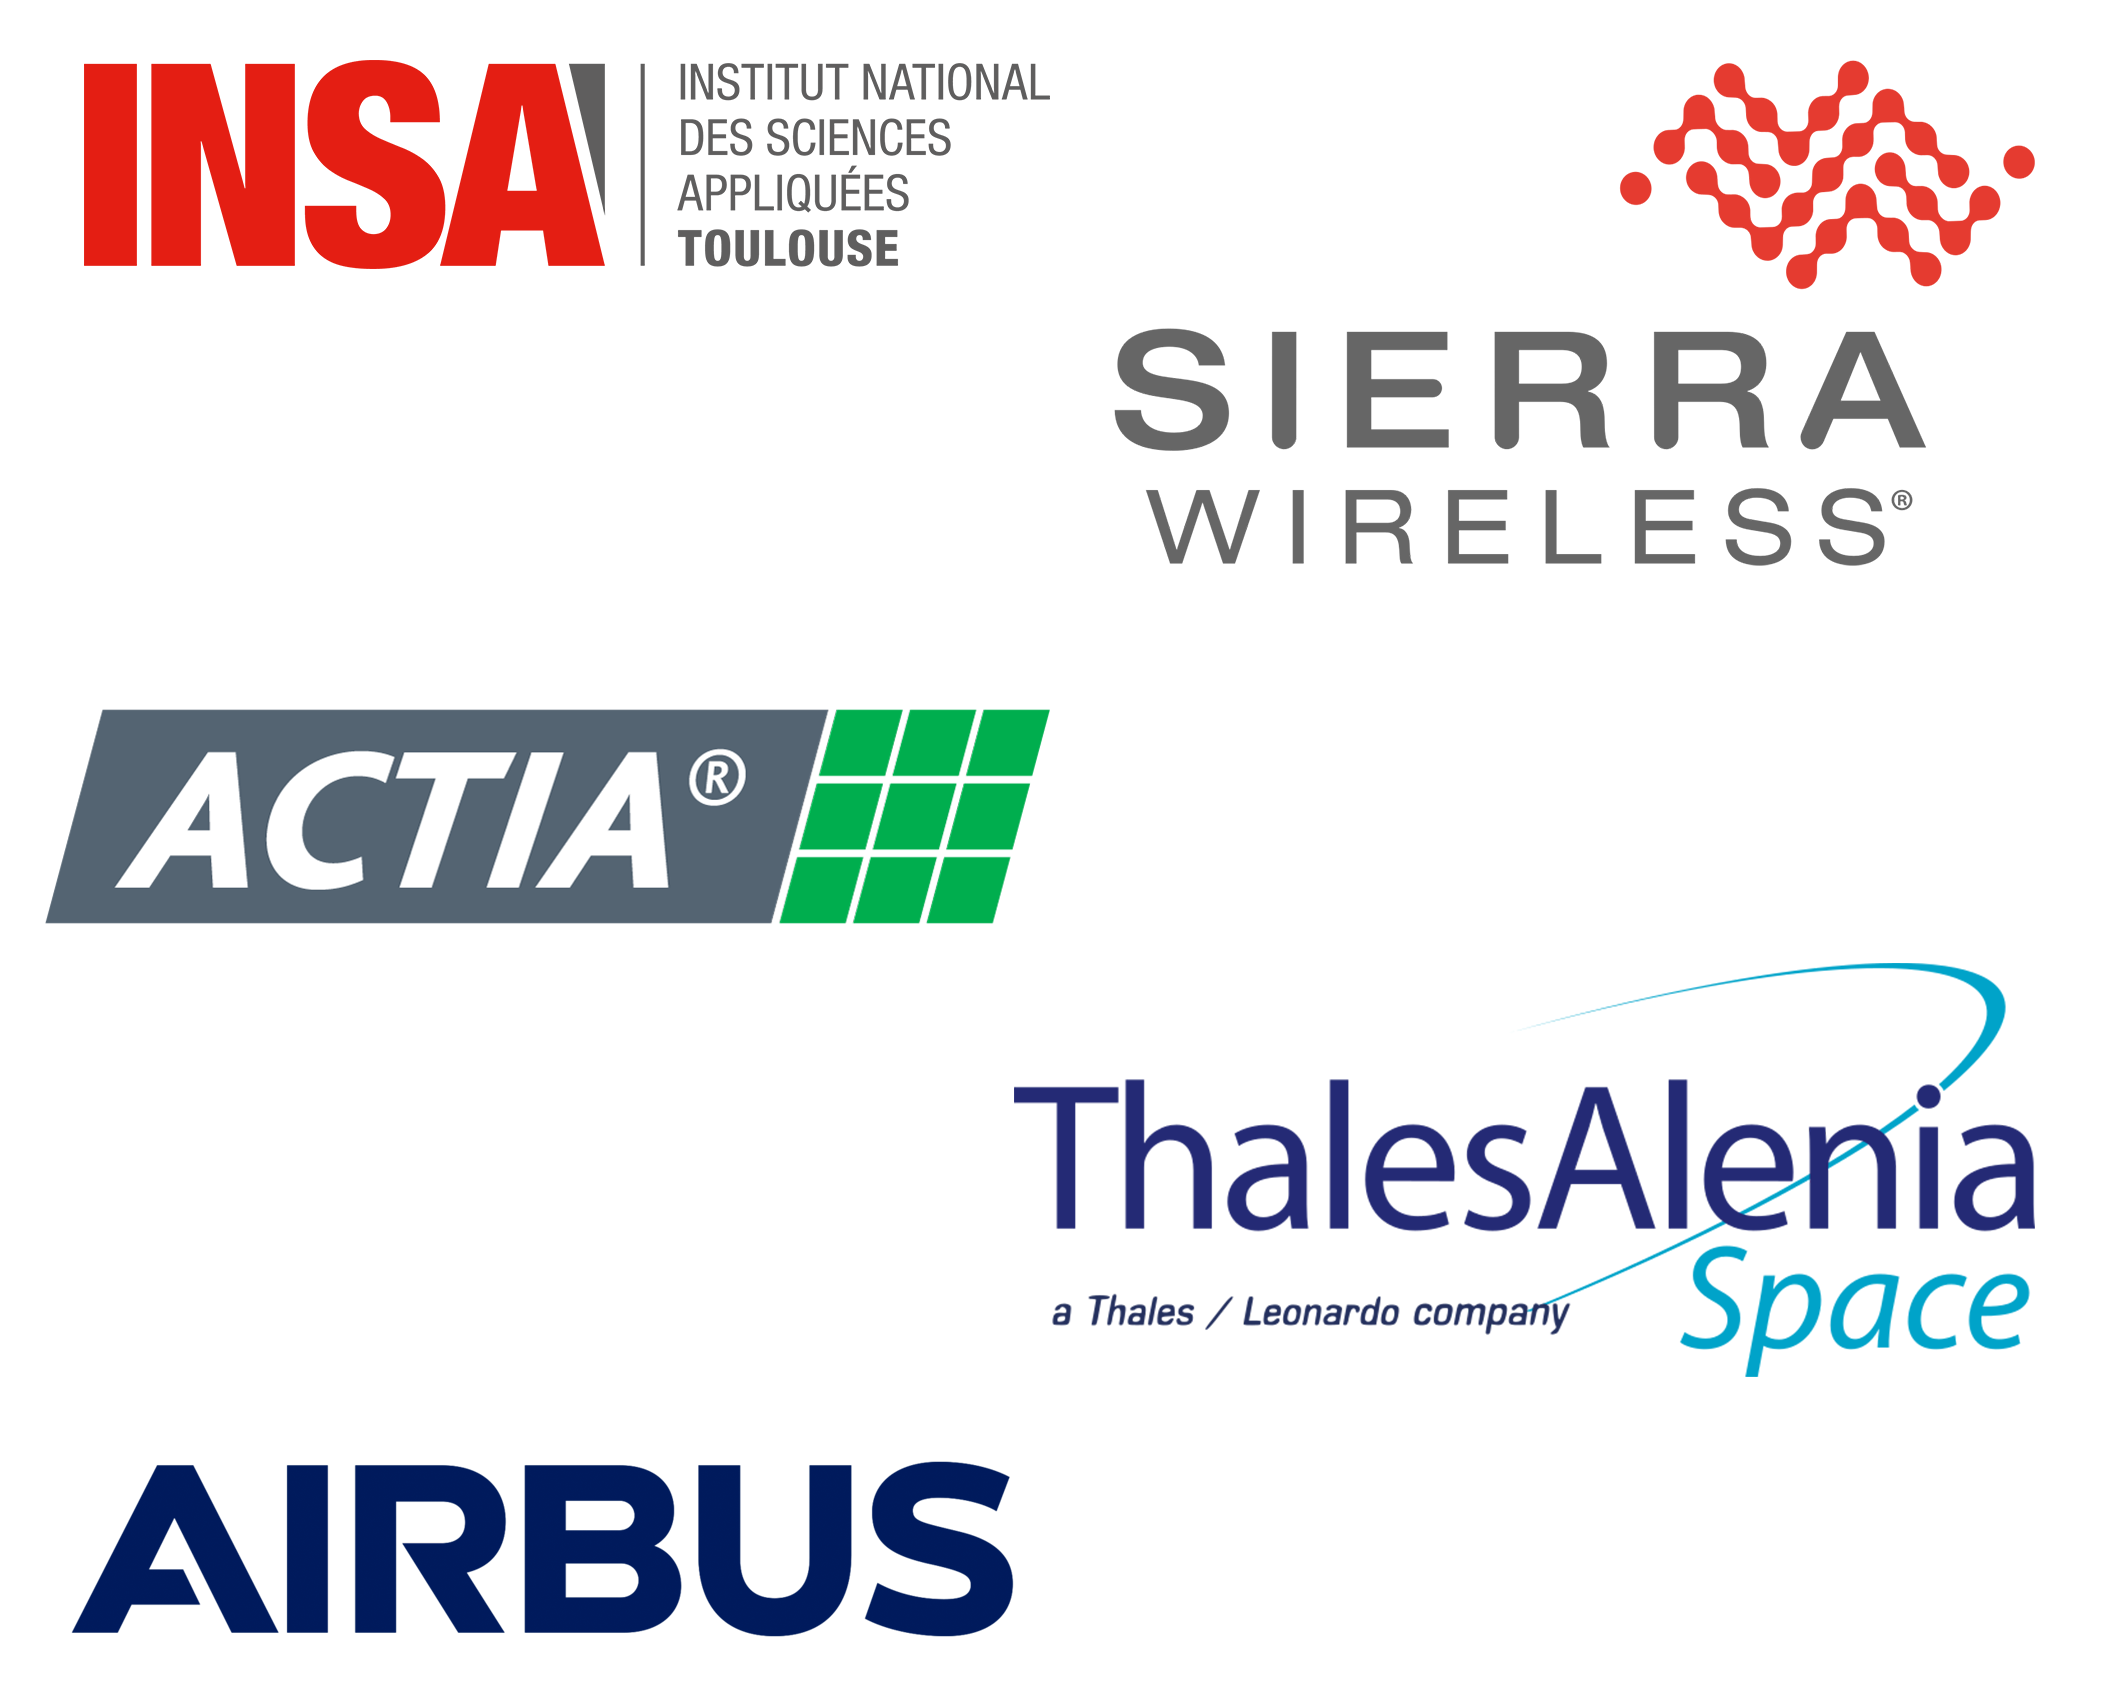 INSA
INSTITUT NATIONAL
DES SCIENCES
APPLIQUÉES
TOULOUSE
SIERRA
WIRELESS®
ACTIA®
ThalesAlenia
Space
a Thales / Leonardo company
AIRBUS